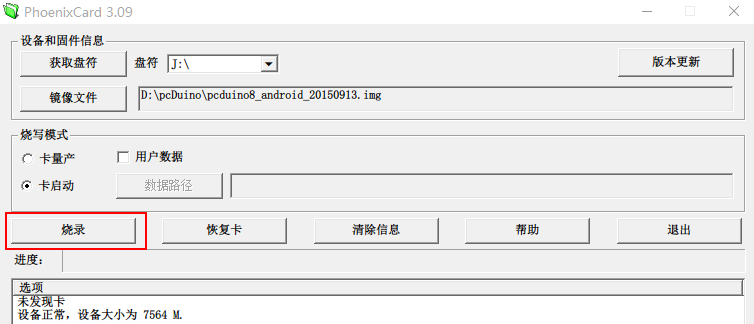 PhoenixCard 3.09
设备和固件信息
获取盘符 盘符 J:\ 版本更新
镜像文件 D:\pcDuino\pcduino8_android_20150913.img
烧写模式
卡量产 用户数据
卡启动 数据路径
烧录 恢复卡 清除信息 帮助 退出
进度：
选项
未发现卡
设备正常，设备大小为 7564 M.